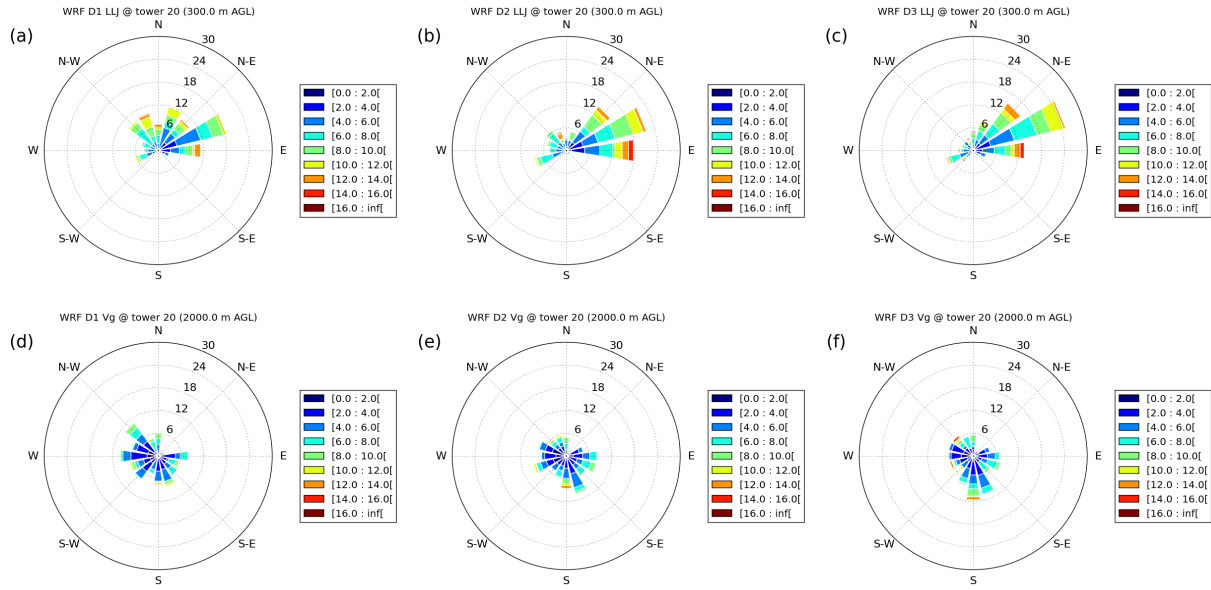 WRF D1 LLJ @ tower 20 (300.0 m AGL)
(a)
N
N-E
E
S-E
S
S-W
W
N-W
6
12
18
24
30
[0.0 : 2.0[
[2.0 : 4.0[
[4.0 : 6.0[
[6.0 : 8.0[
[8.0 : 10.0[
[10.0 : 12.0[
[12.0 : 14.0[
[14.0 : 16.0[
[16.0 : inf[
WRF D2 LLJ @ tower 20 (300.0 m AGL)
(b)
N
N-E
E
S-E
S
S-W
W
N-W
6
12
18
24
30
[0.0 : 2.0[
[2.0 : 4.0[
[4.0 : 6.0[
[6.0 : 8.0[
[8.0 : 10.0[
[10.0 : 12.0[
[12.0 : 14.0[
[14.0 : 16.0[
[16.0 : inf[
WRF D3 LLJ @ tower 20 (300.0 m AGL)
(c)
N
N-E
E
S-E
S
S-W
W
N-W
6
12
18
24
30
[0.0 : 2.0[
[2.0 : 4.0[
[4.0 : 6.0[
[6.0 : 8.0[
[8.0 : 10.0[
[10.0 : 12.0[
[12.0 : 14.0[
[14.0 : 16.0[
[16.0 : inf[
WRF D1 Vg @ tower 20 (2000.0 m AGL)
(d)
N
N-E
E
S-E
S
S-W
W
N-W
6
12
18
24
30
[0.0 : 2.0[
[2.0 : 4.0[
[4.0 : 6.0[
[6.0 : 8.0[
[8.0 : 10.0[
[10.0 : 12.0[
[12.0 : 14.0[
[14.0 : 16.0[
[16.0 : inf[
WRF D2 Vg @ tower 20 (2000.0 m AGL)
(e)
N
N-E
E
S-E
S
S-W
W
N-W
6
12
18
24
30
[0.0 : 2.0[
[2.0 : 4.0[
[4.0 : 6.0[
[6.0 : 8.0[
[8.0 : 10.0[
[10.0 : 12.0[
[12.0 : 14.0[
[14.0 : 16.0[
[16.0 : inf[
WRF D3 Vg @ tower 20 (2000.0 m AGL)
(f)
N
N-E
E
S-E
S
S-W
W
N-W
6
12
18
24
30
[0.0 : 2.0[
[2.0 : 4.0[
[4.0 : 6.0[
[6.0 : 8.0[
[8.0 : 10.0[
[10.0 : 12.0[
[12.0 : 14.0[
[14.0 : 16.0[
[16.0 : inf[